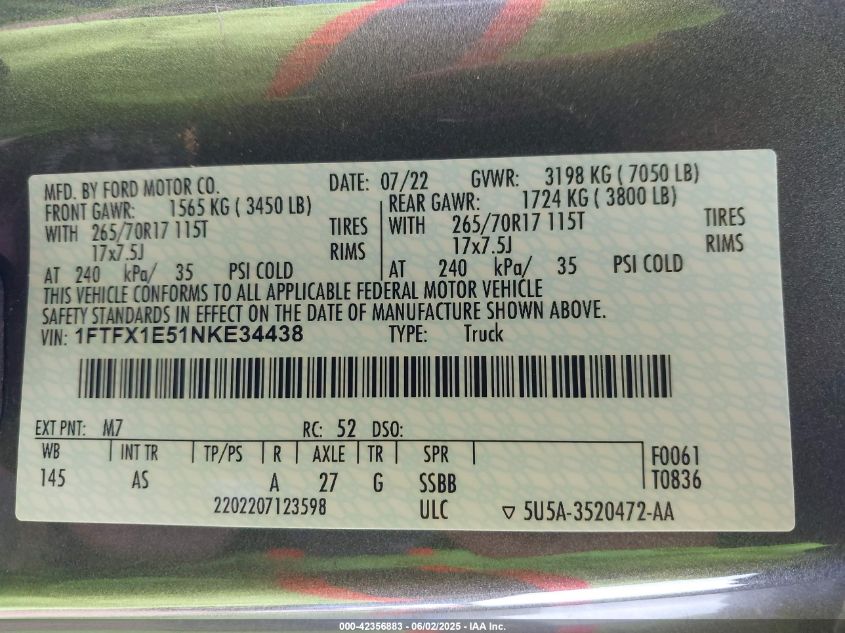 MFD. BY FORD MOTOR CO. DATE: 07/22 GVWR: 3198 KG ( 7050 LB)
FRONT GAWR: 1565 KG ( 3450 LB) REAR GAWR: 1724 KG ( 3800 LB)
WITH 265/70R17 115T TIRES WITH 265/70R17 115T TIRES
17x7.5J RIMS 17x7.5J RIMS
AT 240 kPa/ 35 PSI COLD AT 240 kPa/ 35 PSI COLD
THIS VEHICLE CONFORMS TO ALL APPLICABLE FEDERAL MOTOR VEHICLE
SAFETY STANDARDS IN EFFECT ON THE DATE OF MANUFACTURE SHOWN ABOVE.
VIN: 1FTFX1E51NKE34438 TYPE: Truck
EXT PNT: M7 RC: 52 DSO:
WB INT TR TP/PS R AXLE TR SPR F0061
145 AS A 27 G SSBB T0836
2202207123598 ULC ▽ 5U5A-3520472-AA
000-42356883 - 06/02/2025 - IAA Inc.